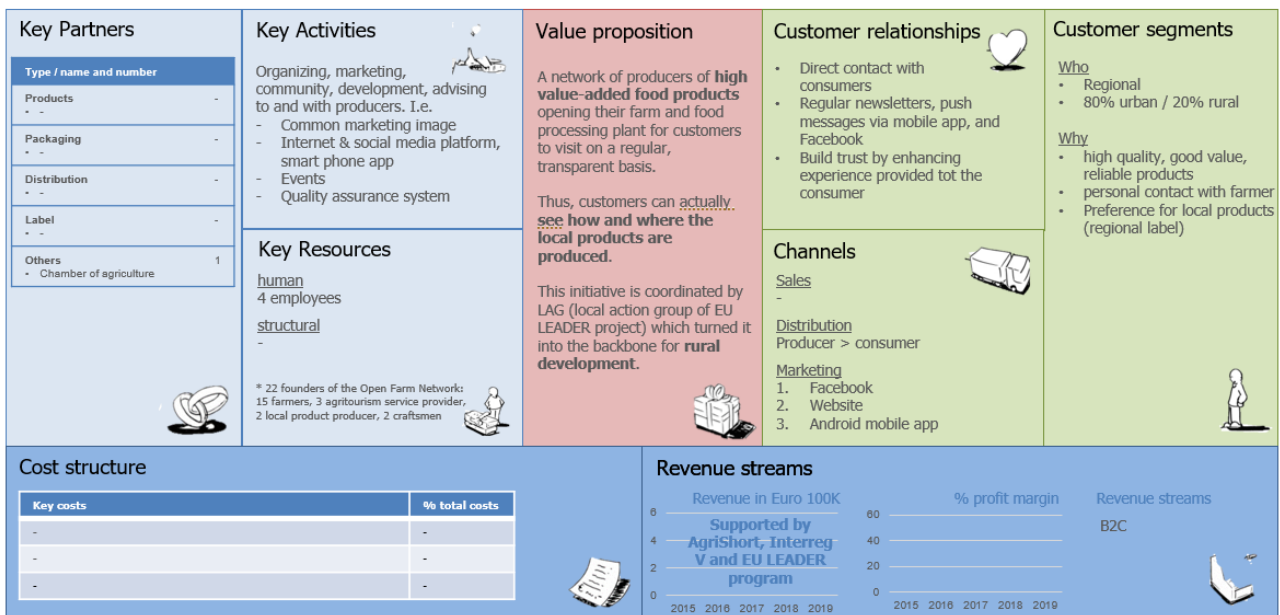 Key Partners
Type / name and number
Products -
• -
Packaging -
• -
Distribution -
• -
Label -
• -
Others 1
• Chamber of agriculture
Key Activities
Organizing, marketing,
community, development, advising
to and with producers. I.e.
- Common marketing image
- Internet & social media platform,
smart phone app
- Events
- Quality assurance system
Key Resources
human
4 employees
structural
-
* 22 founders of the Open Farm Network:
15 farmers, 3 agritourism service provider,
2 local product producer, 2 craftsmen
Value proposition
A network of producers of high
value-added food products
opening their farm and food
processing plant for customers
to visit on a regular,
transparent basis.
Thus, customers can actually
see how and where the
local products are
produced.
This initiative is coordinated by
LAG (local action group of EU
LEADER project) which turned it
into the backbone for rural
development.
Customer relationships
• Direct contact with
consumers
• Regular newsletters, push
messages via mobile app, and
Facebook
• Build trust by enhancing
experience provided tot the
consumer
Channels
Sales
-
Distribution
Producer > consumer
Marketing
1. Facebook
2. Website
3. Android mobile app
Customer segments
Who
• Regional
• 80% urban / 20% rural
Why
• high quality, good value,
reliable products
• personal contact with farmer
• Preference for local products
(regional label)
Cost structure
Key costs % total costs
- -
- -
- -
Revenue streams
Revenue in Euro 100K
6
4
2
0
Supported by
AgriShort, Interreg
V and EU LEADER
program
2015 2016 2017 2018 2019
% profit margin
60
40
20
0
2015 2016 2017 2018 2019
Revenue streams
B2C